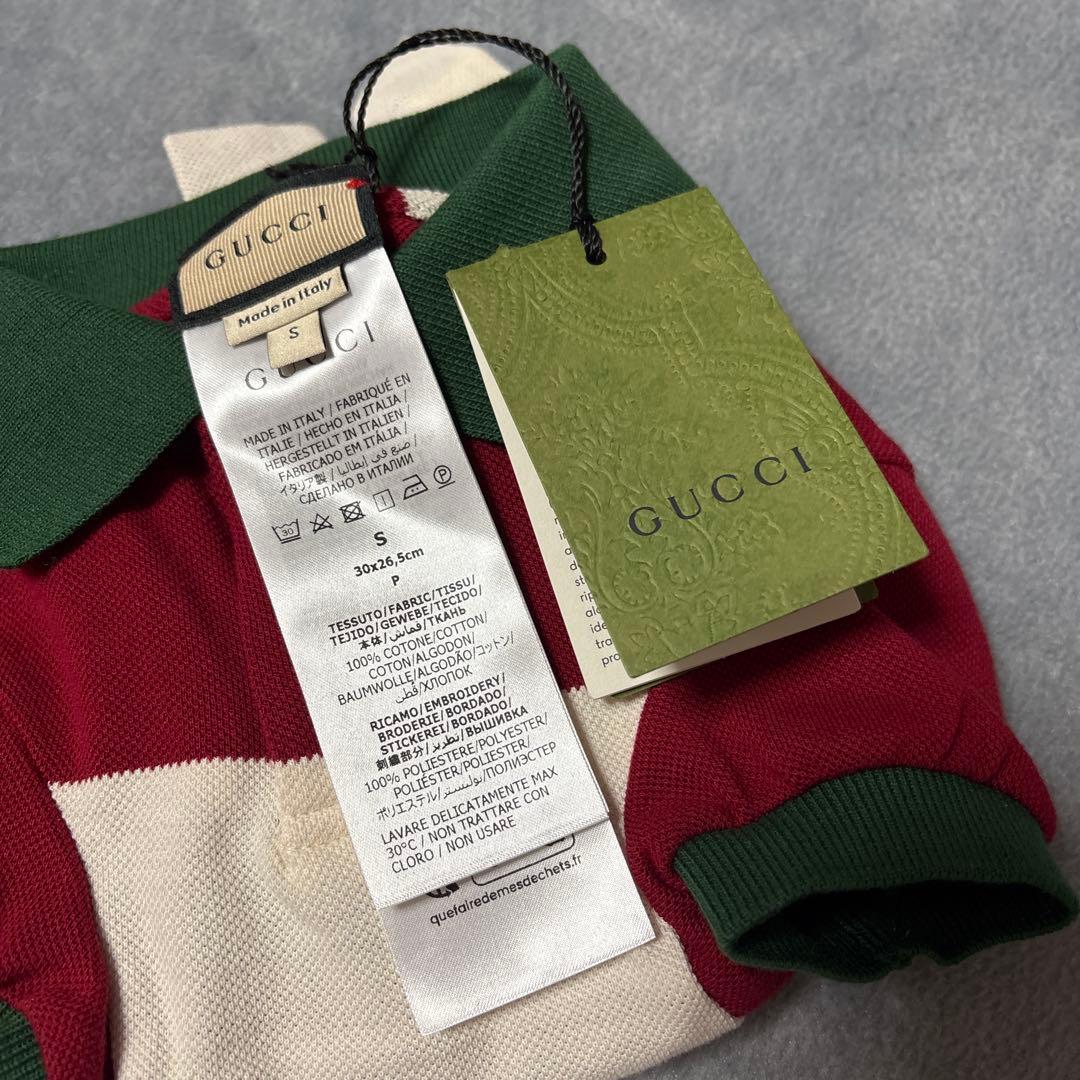 GUCCI
Made in Italy
S
GUCCI
MADE IN ITALY / FABRIQUÉ EN
ITALIE / HECHO EN ITALIA /
HERGESTELLT IN ITALIEN /
FABRICADO EM ITÁLIA /
イタリア製 / صنع في إيطاليا /
СДЕЛАНО В ИТАЛИИ
30
P
S
30x26,5cm
P
TESSUTO/FABRIC/TISSU/
TEJIDO/GEWEBE/TECIDO/
本体/قماش/ТКАНЬ
100% COTONE/COTTON/
COTON/ALGODON/
BAUMWOLLE/ALGODÃO/コットン/
قطن/ХЛОПОК
RICAMO/EMBROIDERY/
BRODERIE/BORDADO/
STICKEREI/BORDADO/
刺繍部分/تطريز/ВЫШИВКА
100% POLIESTERE/POLYESTER/
POLIÉSTER/POLYESTER/
ポリエステル/بوليستر/ПОЛИЭСТЕР
LAVARE DELICATAMENTE MAX
30°C / NON TRATTARE CON
CLORO / NON USARE
quefairedemesdechets.fr
GUCCI